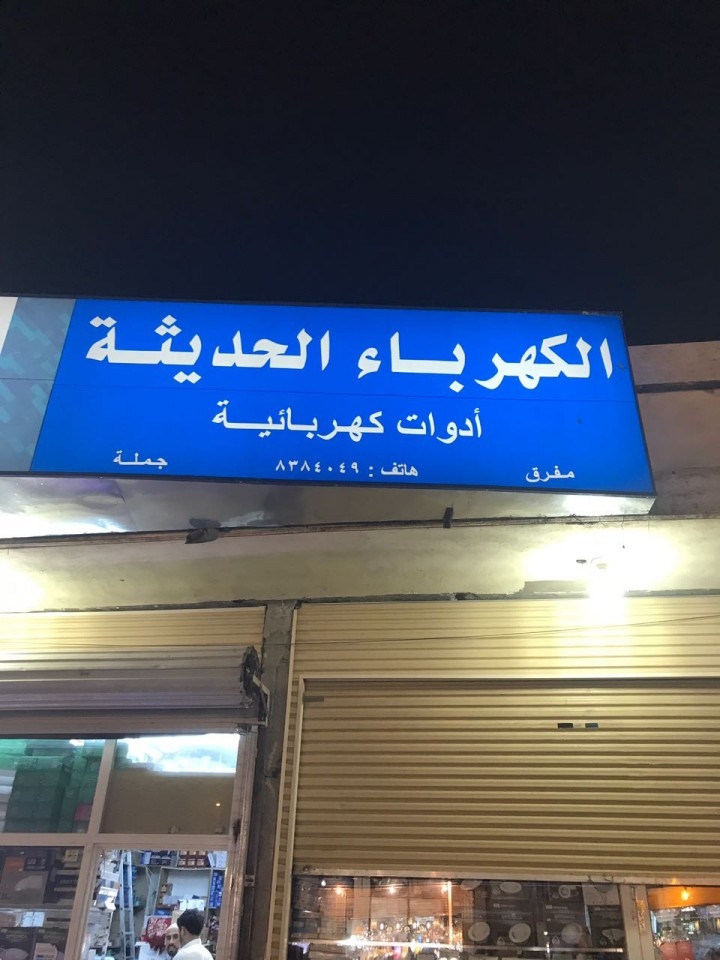 الكهرباء الحديثة
أدوات كهربائية
مفرق هاتف : ٨٣٨٤٠٤٩ جملة